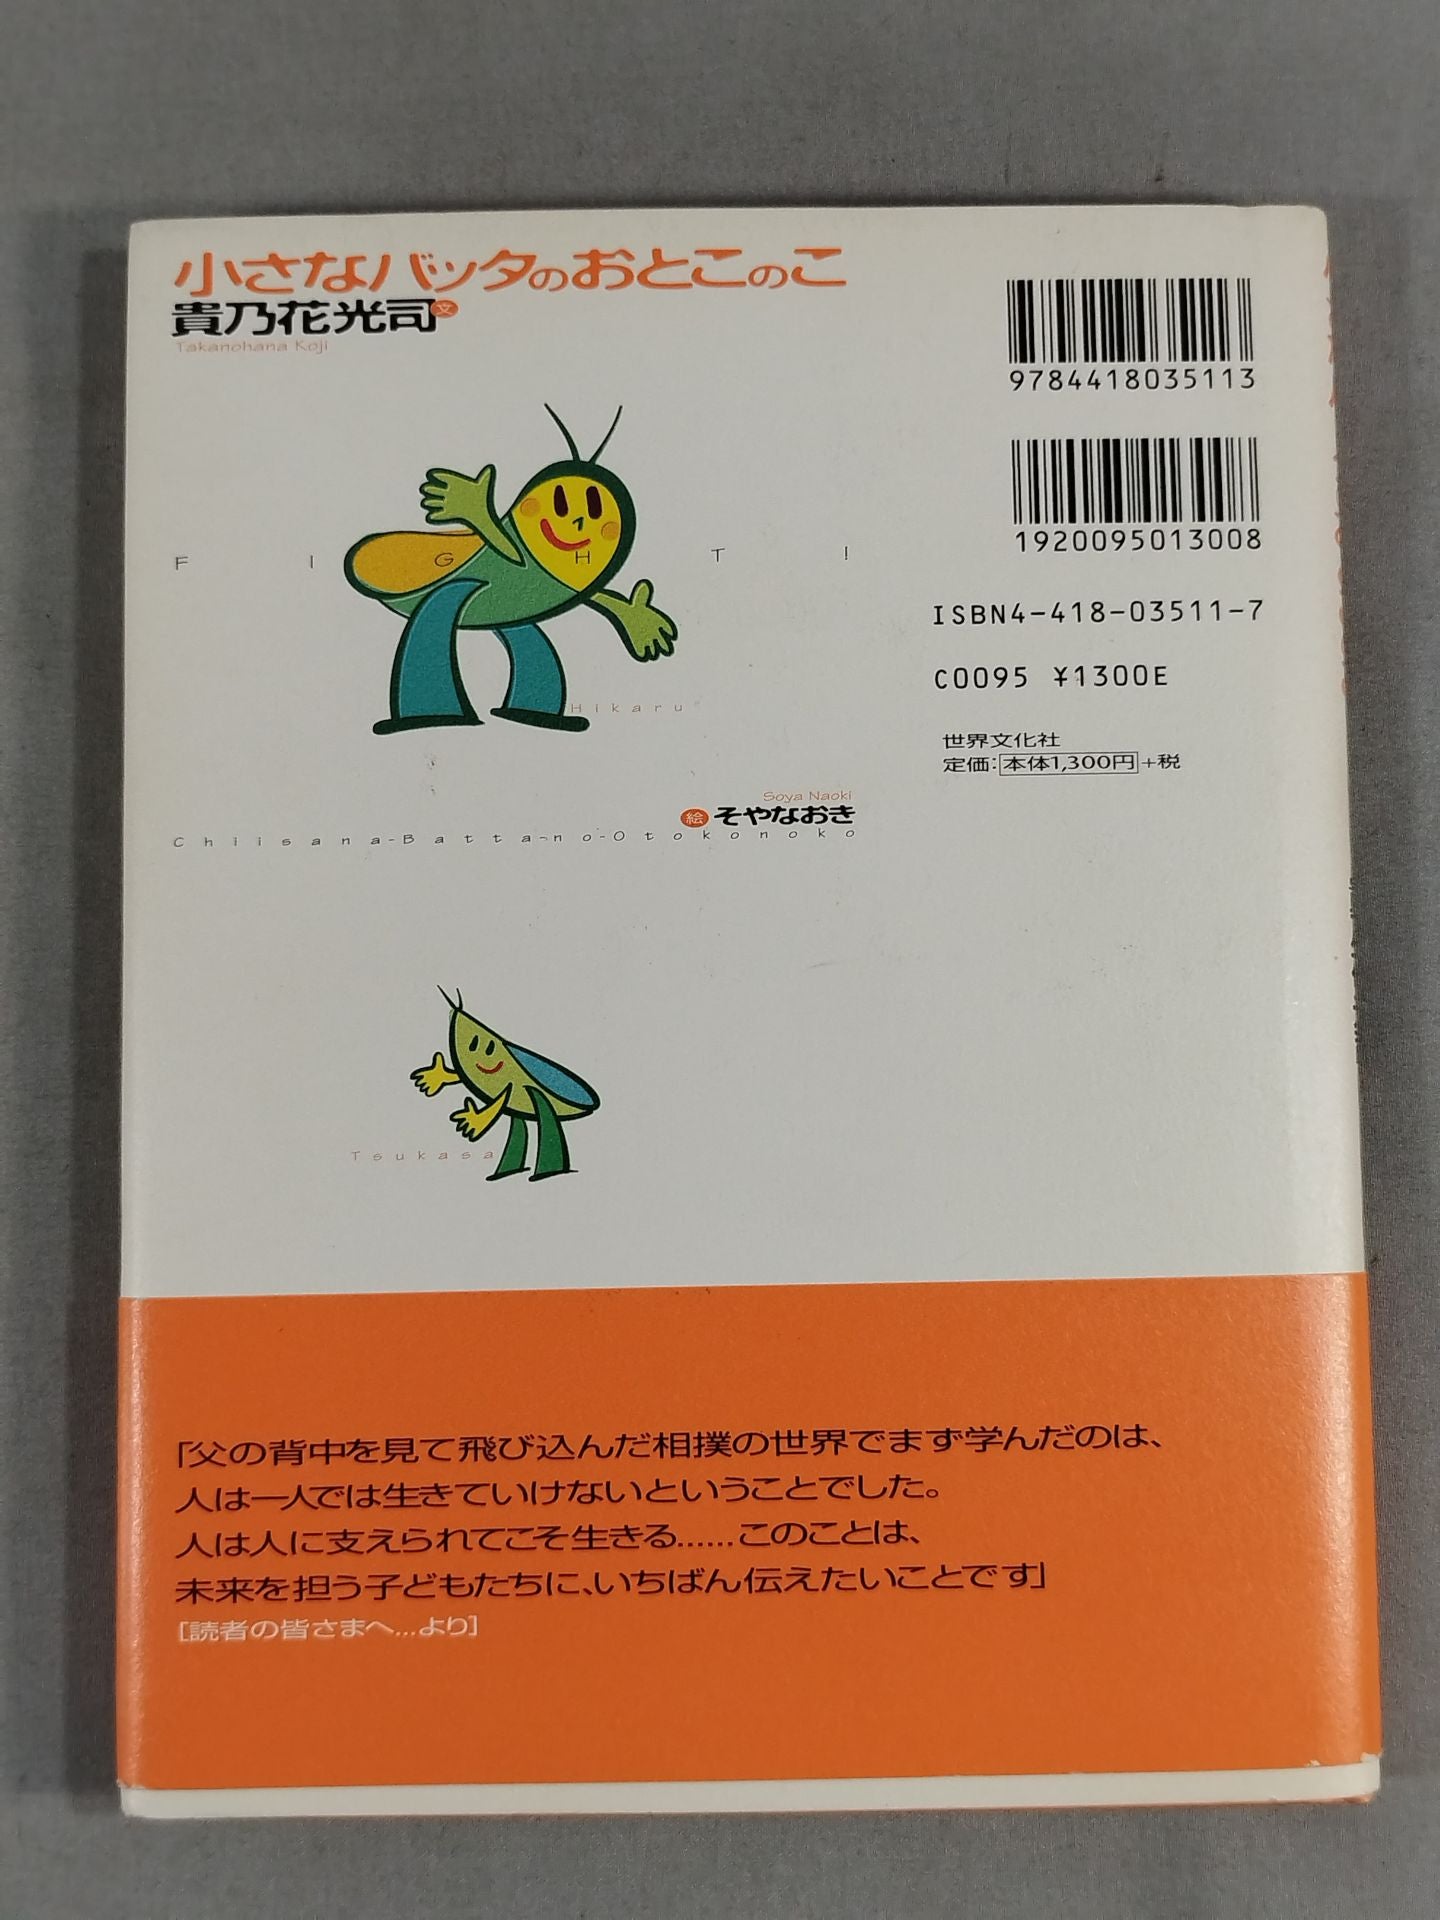 小さなバッタのおとこのこ
貴乃花光司 文
Takanohana Koji
9784418035113
1920095013008
FIGHT!
ISBN4-418-03511-7
C0095 ¥1300E
Hikaru
世界文化社
定価:本体1,300円+税
Soya Naoki
絵 そやなおき
Chiisana-Batta-no-Otokonoko
Tsukasa
「父の背中を見て飛び込んだ相撲の世界でまず学んだのは、
人は一人では生きていけないということでした。
人は人に支えられてこそ生きる……このことは、
未来を担う子どもたちに、いちばん伝えたいことです」
[読者の皆さまへ…より]